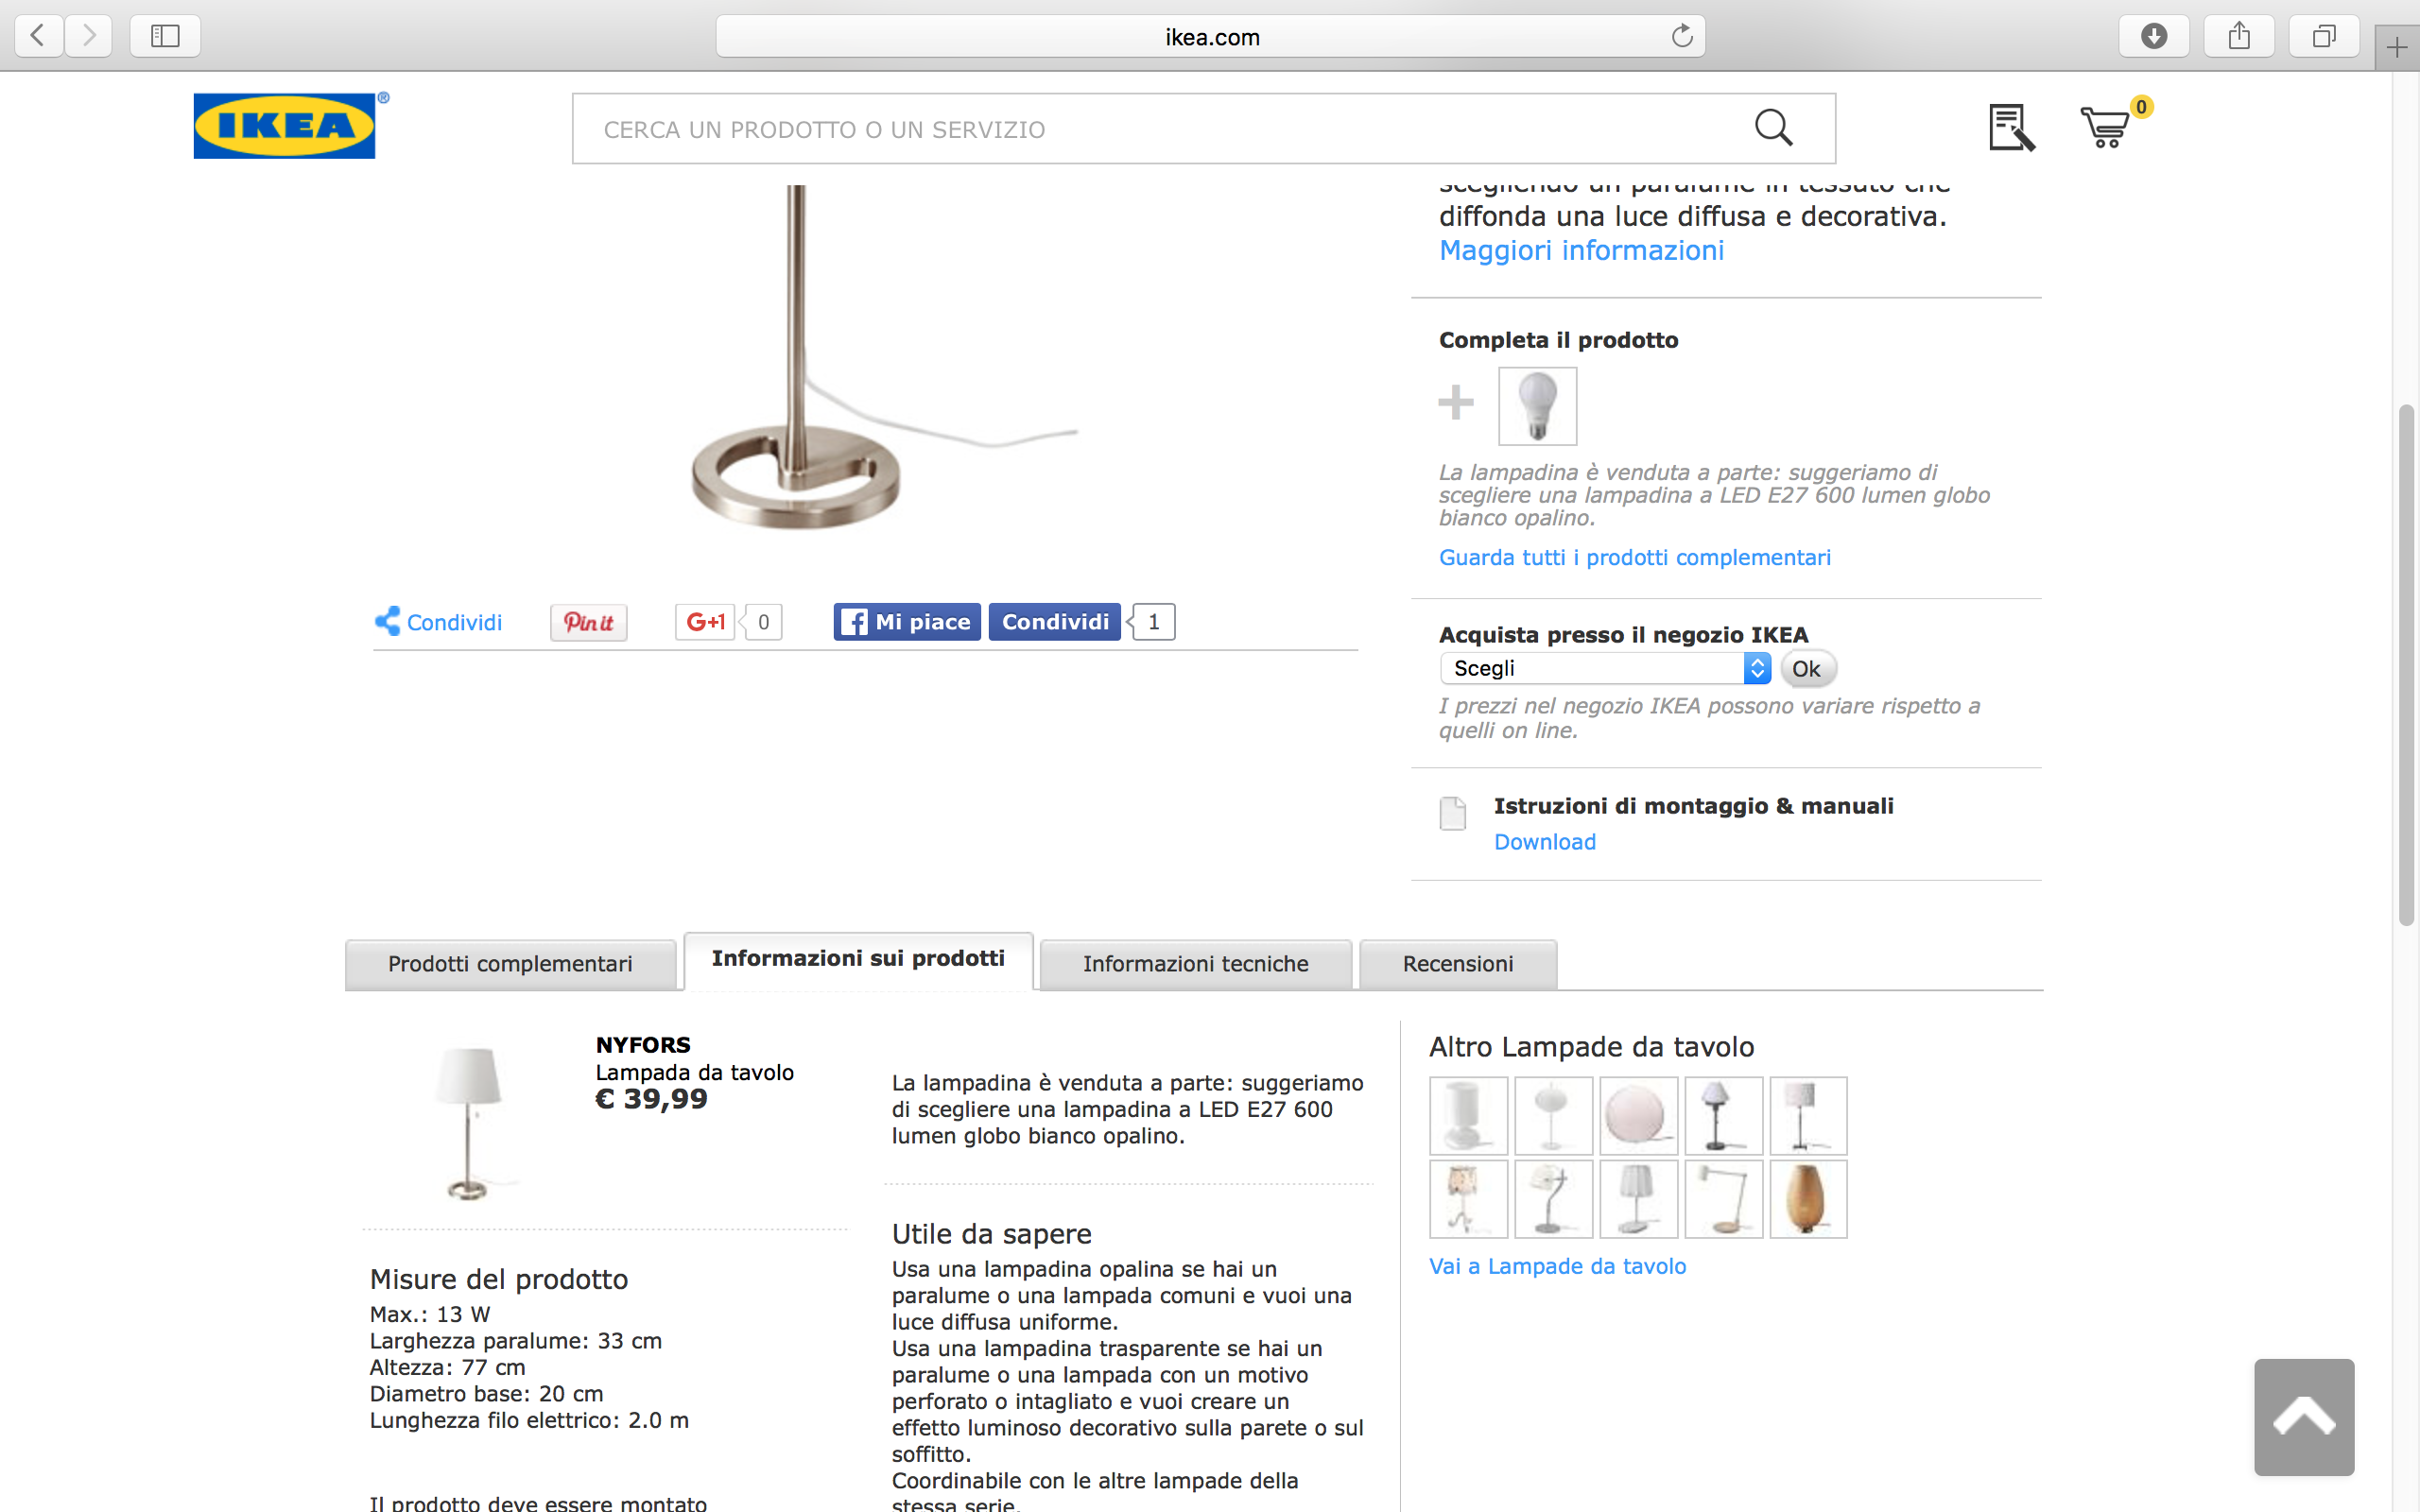 ikea.com
IKEA®
CERCA UN PRODOTTO O UN SERVIZIO
0
scegliendo un paralume in tessuto che
diffonda una luce diffusa e decorativa.
Maggiori informazioni
Completa il prodotto
La lampadina è venduta a parte: suggeriamo di
scegliere una lampadina a LED E27 600 lumen globo
bianco opalino.
Guarda tutti i prodotti complementari
Condividi
Pin it
G+1
0
Mi piace
Condividi
1
Acquista presso il negozio IKEA
Scegli
Ok
I prezzi nel negozio IKEA possono variare rispetto a
quelli on line.
Istruzioni di montaggio & manuali
Download
Prodotti complementari
Informazioni sui prodotti
Informazioni tecniche
Recensioni
NYFORS
Lampada da tavolo
€ 39,99
Misure del prodotto
Max.: 13 W
Larghezza paralume: 33 cm
Altezza: 77 cm
Diametro base: 20 cm
Lunghezza filo elettrico: 2.0 m
Il prodotto deve essere montato
La lampadina è venduta a parte: suggeriamo
di scegliere una lampadina a LED E27 600
lumen globo bianco opalino.
Utile da sapere
Usa una lampadina opalina se hai un
paralume o una lampada comuni e vuoi una
luce diffusa uniforme.
Usa una lampadina trasparente se hai un
paralume o una lampada con un motivo
perforato o intagliato e vuoi creare un
effetto luminoso decorativo sulla parete o sul
soffitto.
Coordinabile con le altre lampade della
stessa serie.
Altro Lampade da tavolo
Vai a Lampade da tavolo